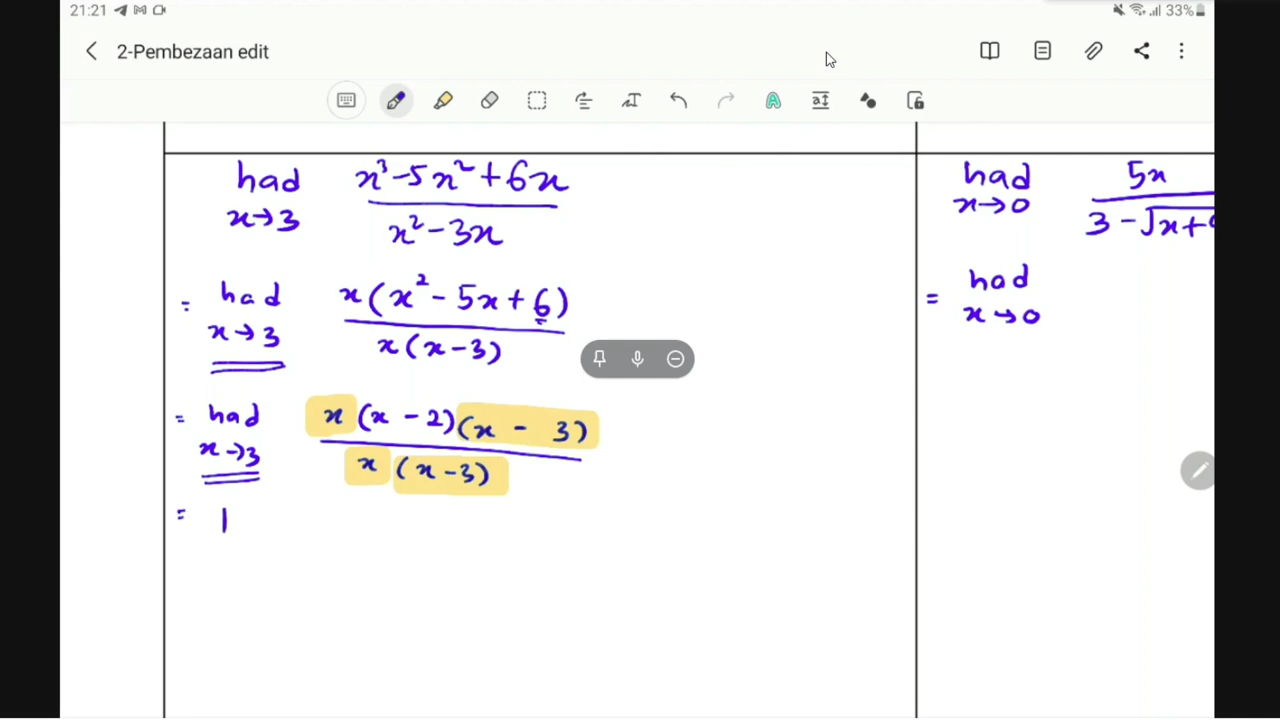 21:21 33%
2-Pembezaan edit
had x→3 (x³-5x²+6x)/(x²-3x)
= had x→3 x(x²-5x+6)/x(x-3)
= had x→3 x(x-2)(x-3)/x(x-3)
= 1
had x→0 5x/(3-√x+
= had x→0